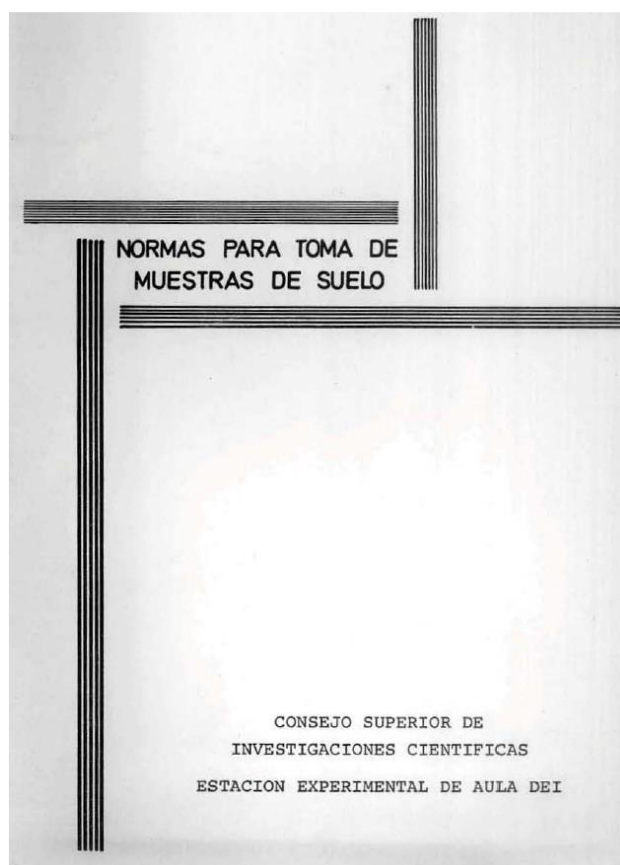 NORMAS PARA TOMA DE
MUESTRAS DE SUELO
CONSEJO SUPERIOR DE
INVESTIGACIONES CIENTIFICAS
ESTACION EXPERIMENTAL DE AULA DEI